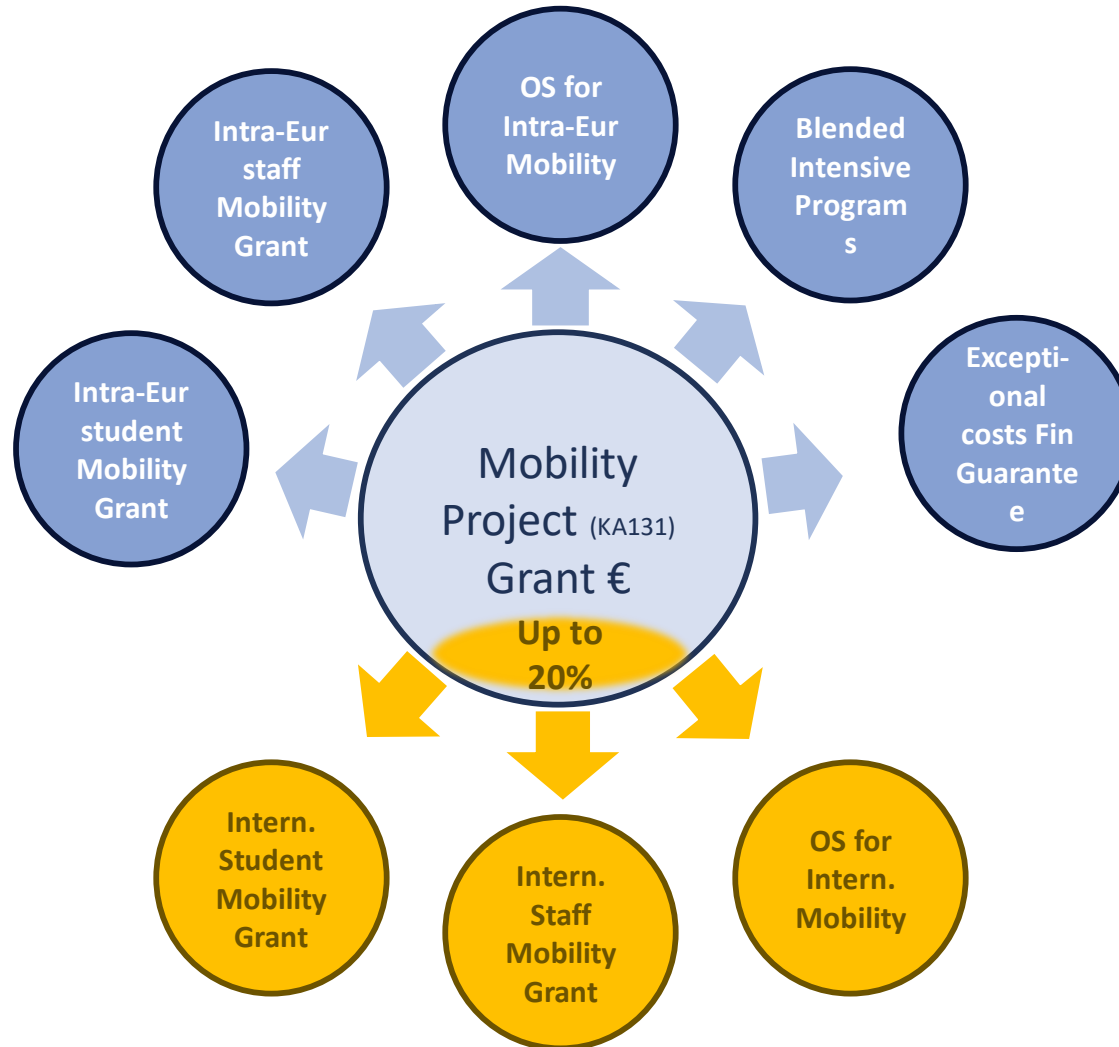 OS for
Intra-Eur
Mobility
Intra-Eur
staff
Mobility
Grant
Blended
Intensive
Program
s
Intra-Eur
student
Mobility
Grant
Excepti-
onal
costs Fin
Guarante
e
Mobility
Project (KA131)
Grant €
Up to
20%
Intern.
Student
Mobility
Grant
Intern.
Staff
Mobility
Grant
OS for
Intern.
Mobility